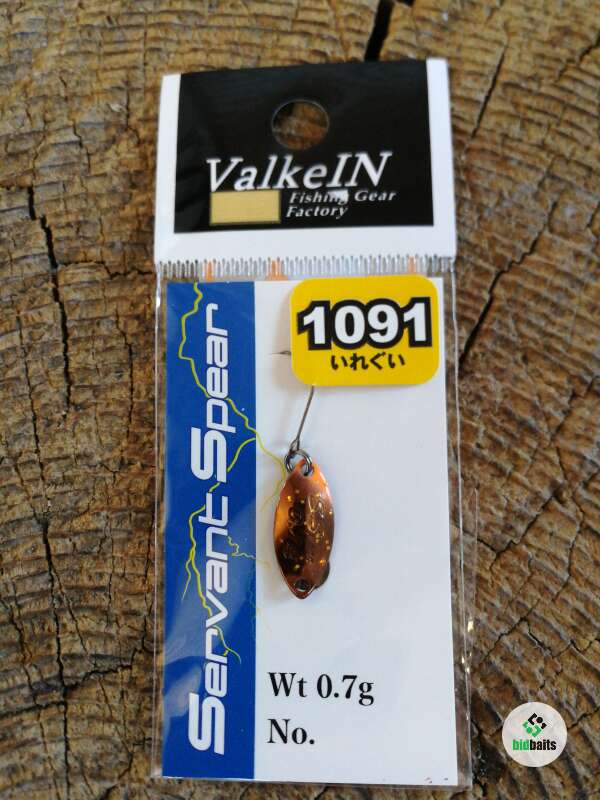 ValkeIN
Fishing Gear
Factory
1091
いれぐい
Servant Spear
Wt 0.7g
No.
bidbaits